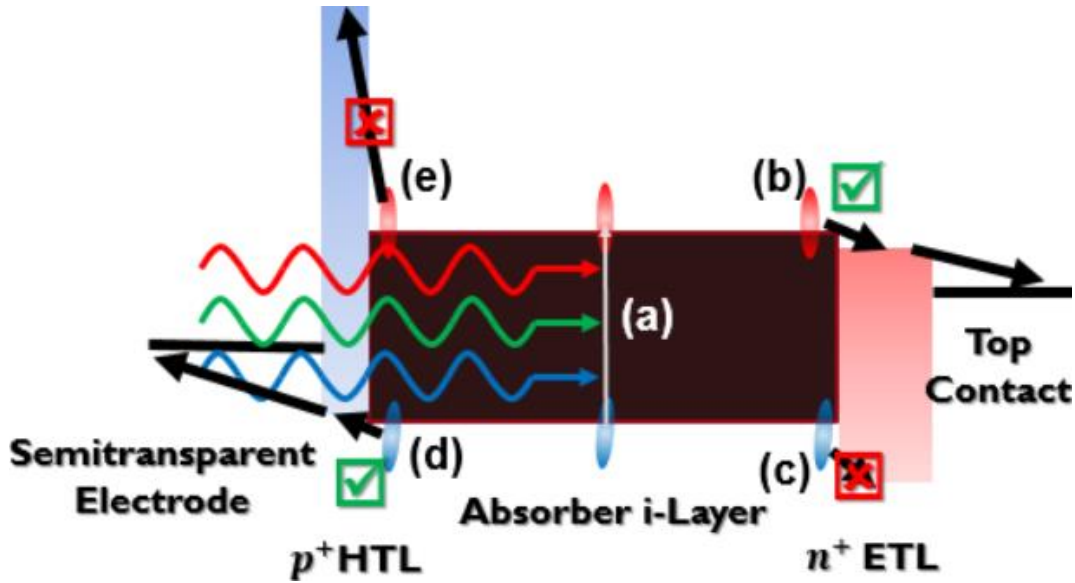 (e)
(b)
(a)
Top
Contact
Semitransparent
Electrode
(d)
(c)
Absorber i-Layer
p⁺HTL
n⁺ ETL